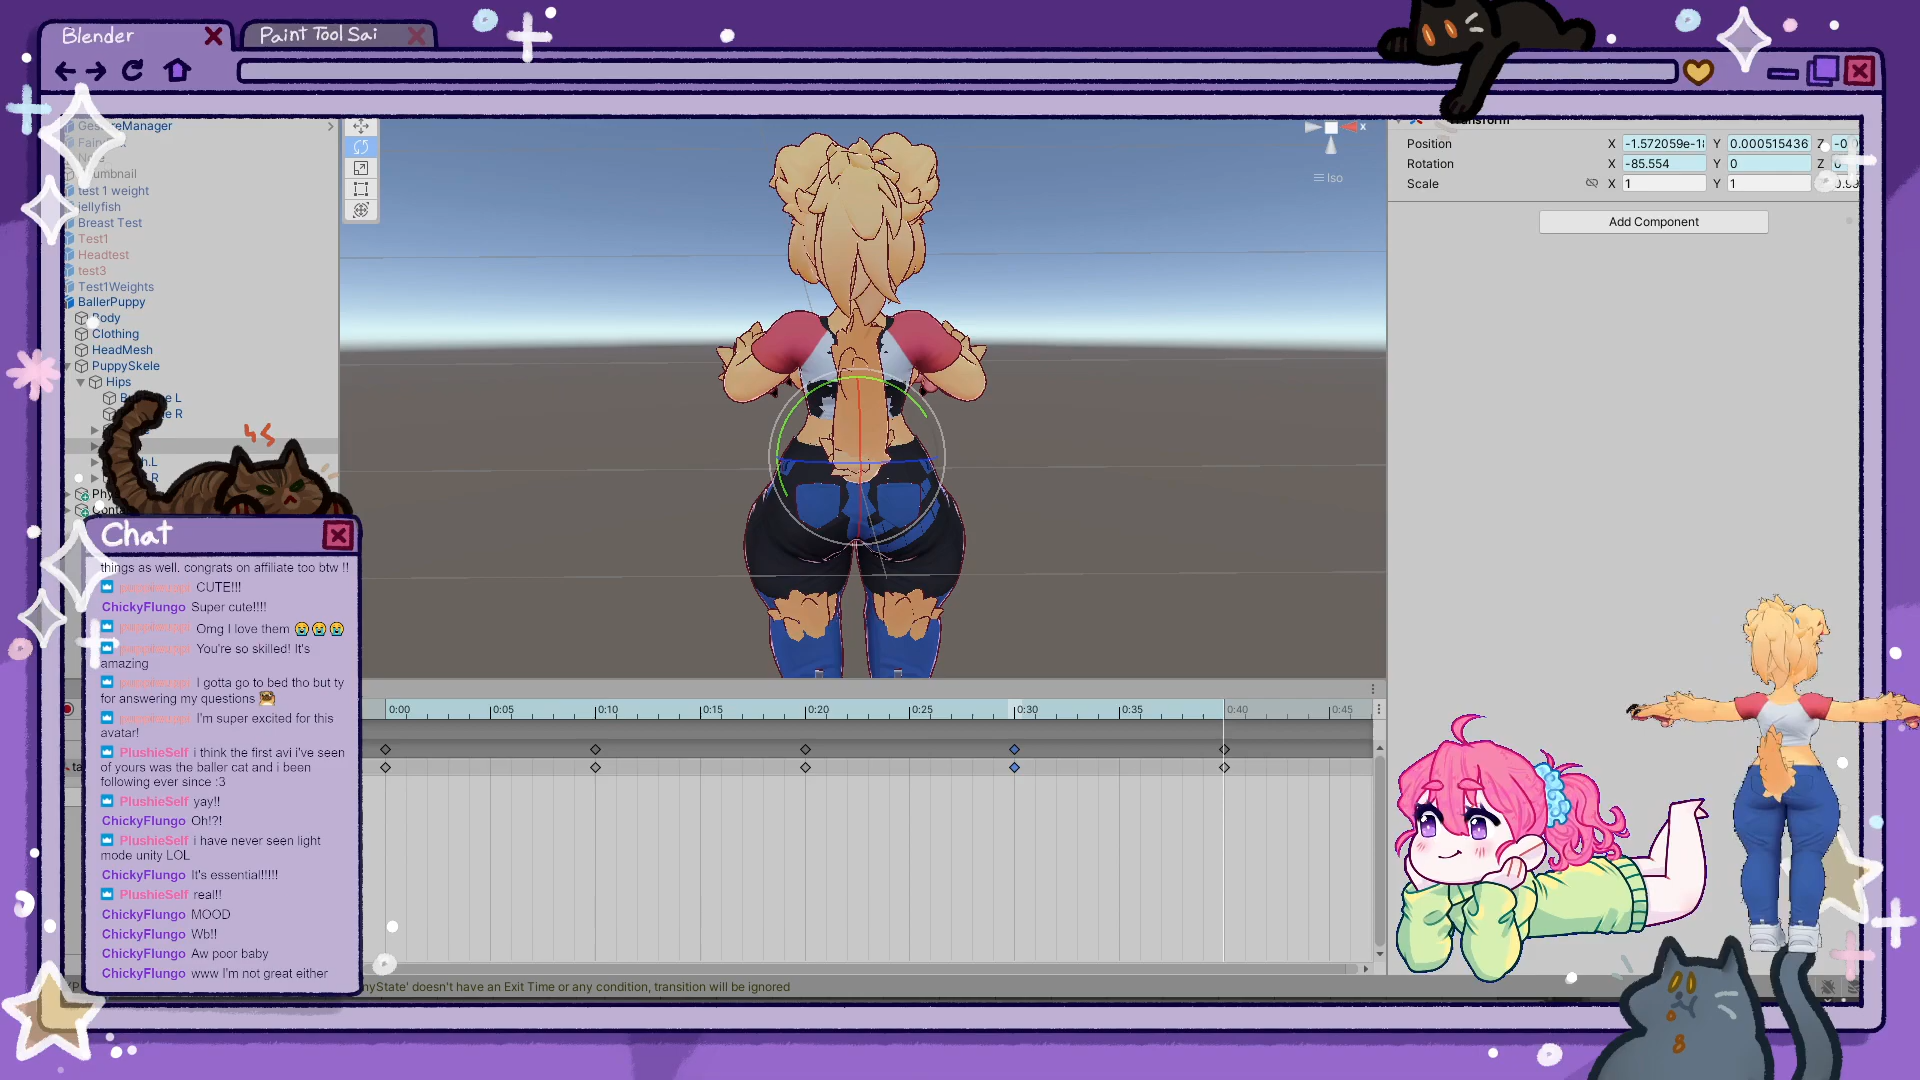 Blender
Paint Tool Sai
GestureManager
test 1 weight
jellyfish
Breast Test
Test1
Headtest
test3
Test1Weights
BallerPuppy
Body
Clothing
HeadMesh
PuppySkele
Hips
Iso
Position X -1.572059e-1 Y 0.000515436 Z -0
Rotation X -85.554 Y 0 Z
Scale X 1 Y 1
Add Component
Chat
things as well. congrats on affiliate too btw !!
CUTE!!!
ChickyFlungo Super cute!!!!
Omg I love them 😭😭😭
You're so skilled! It's
amazing
I gotta go to bed tho but ty
for answering my questions
I'm super excited for this
avatar!
PlushieSelf i think the first avi i've seen
of yours was the baller cat and i been
following ever since :3
PlushieSelf yay!!
ChickyFlungo Oh!?!
PlushieSelf i have never seen light
mode unity LOL
ChickyFlungo It's essential!!!!!
PlushieSelf real!!
ChickyFlungo MOOD
ChickyFlungo Wb!!
ChickyFlungo Aw poor baby
ChickyFlungo www I'm not great either
0:00 0:05 0:10 0:15 0:20 0:25 0:30 0:35 0:40 0:45
nyState' doesn't have an Exit Time or any condition, transition will be ignored